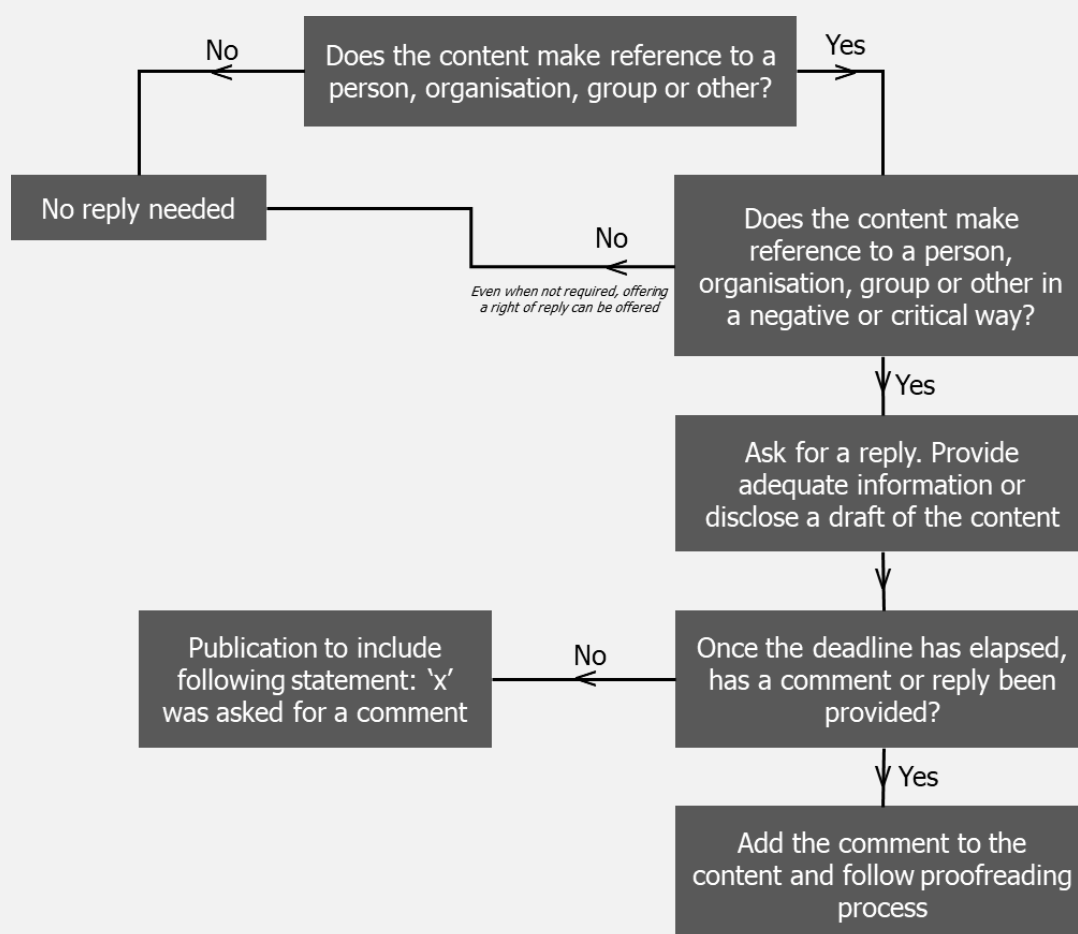 No
Does the content make reference to a
person, organisation, group or other?
Yes
No reply needed
Does the content make
reference to a person,
organisation, group or other in
a negative or critical way?
No
Even when not required, offering
a right of reply can be offered
Yes
Ask for a reply. Provide
adequate information or
disclose a draft of the content
Publication to include
following statement: ‘x’
was asked for a comment
No
Once the deadline has elapsed,
has a comment or reply been
provided?
Yes
Add the comment to the
content and follow proofreading
process